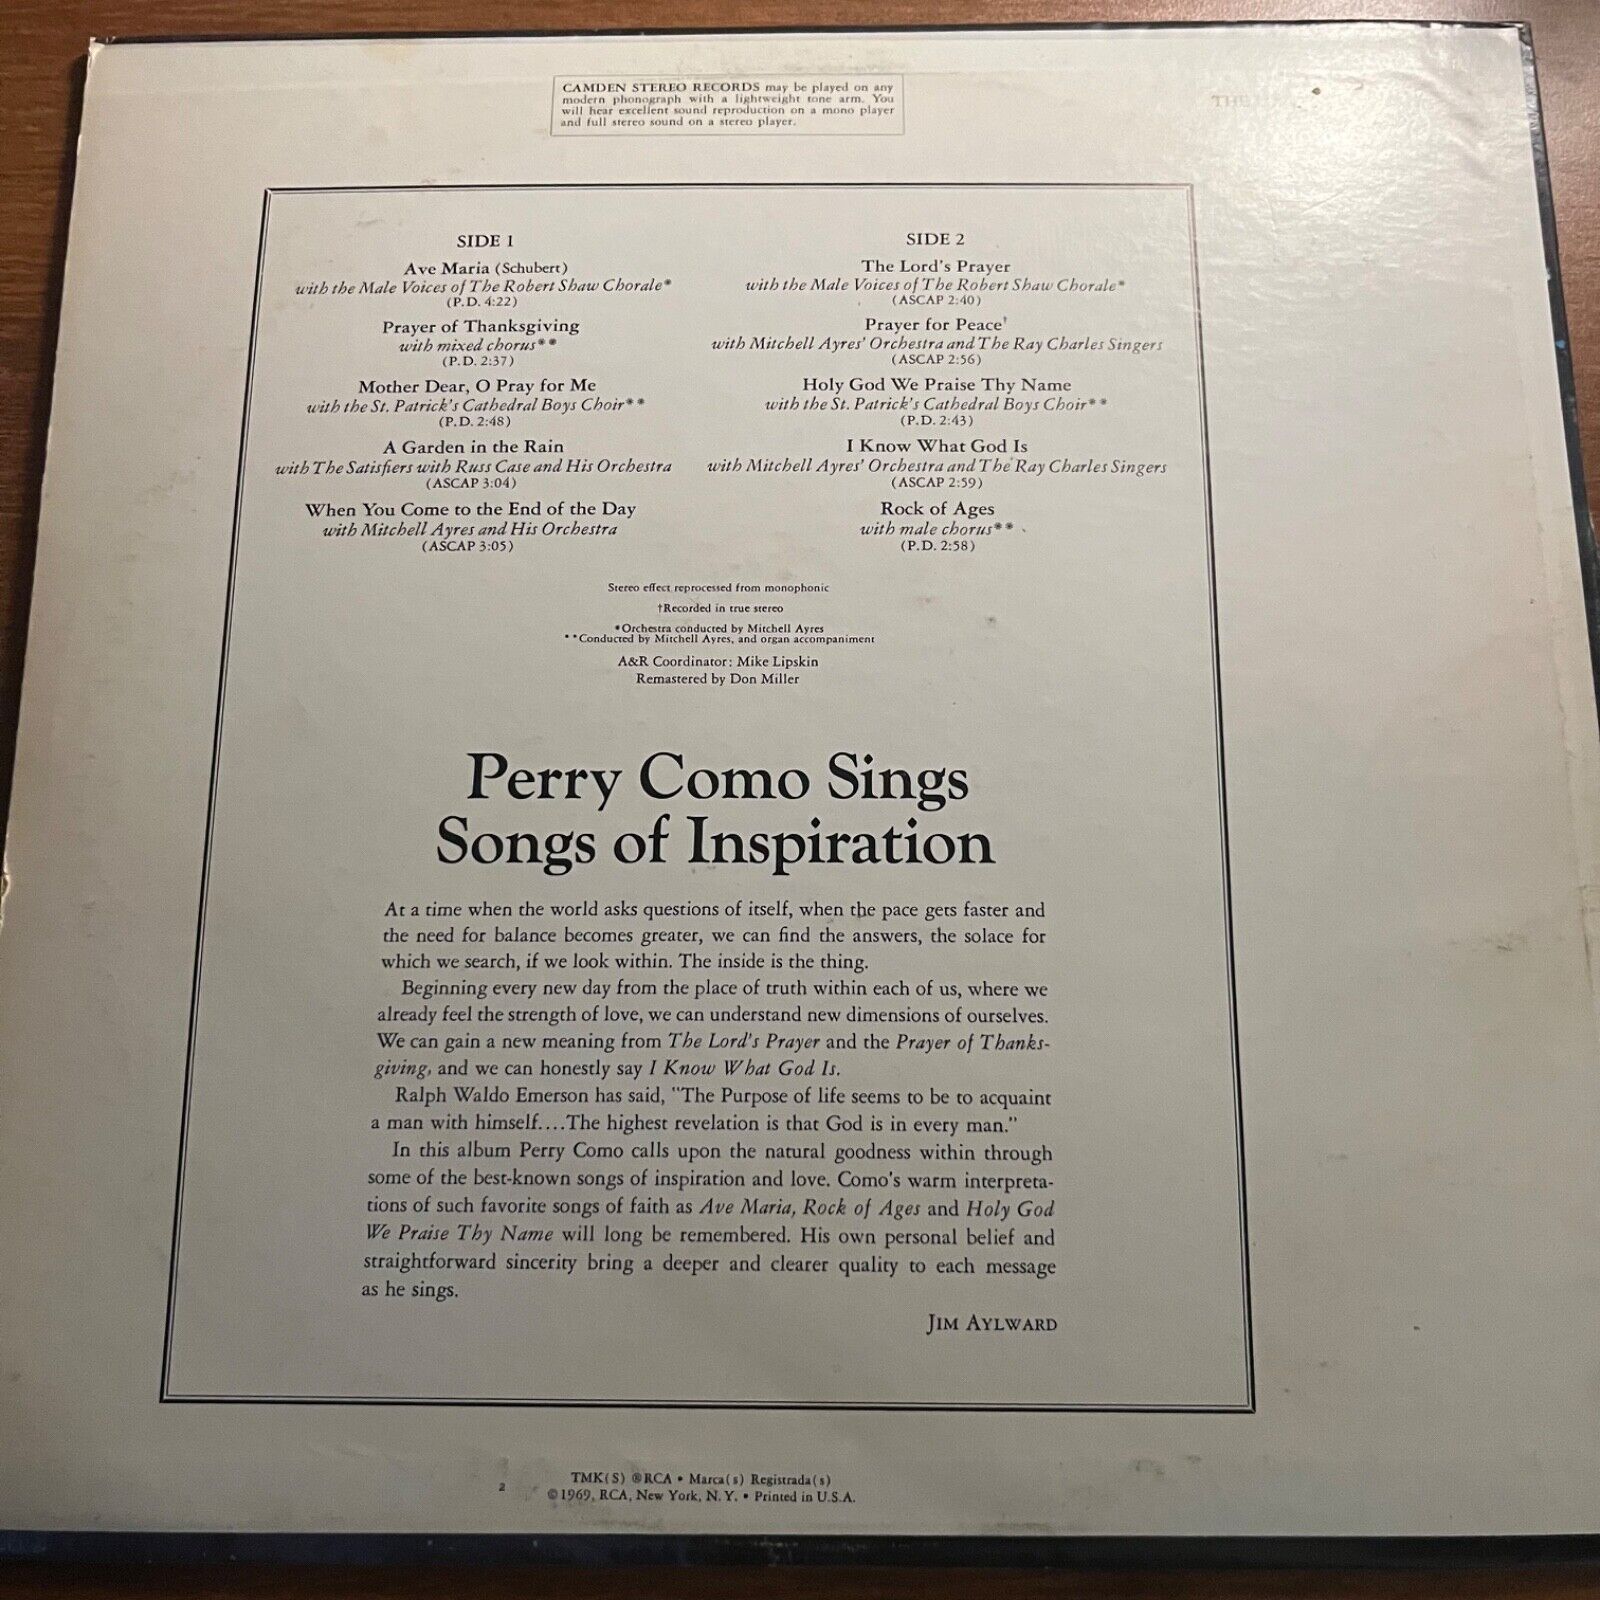 CAMDEN STEREO RECORDS may be played on any
modern phonograph with a lightweight tone arm. You
will hear excellent sound reproduction on a mono player
and full stereo sound on a stereo player.
SIDE 1
Ave Maria (Schubert)
with the Male Voices of The Robert Shaw Chorale*
(P.D. 4:22)
Prayer of Thanksgiving
with mixed chorus**
(P.D. 2:37)
Mother Dear, O Pray for Me
with the St. Patrick's Cathedral Boys Choir**
(P.D. 2:48)
A Garden in the Rain
with The Satisfiers with Russ Case and His Orchestra
(ASCAP 3:04)
When You Come to the End of the Day
with Mitchell Ayres and His Orchestra
(ASCAP 3:05)
SIDE 2
The Lord's Prayer
with the Male Voices of The Robert Shaw Chorale*
(ASCAP 2:40)
Prayer for Peace†
with Mitchell Ayres' Orchestra and The Ray Charles Singers
(ASCAP 2:56)
Holy God We Praise Thy Name
with the St. Patrick's Cathedral Boys Choir**
(P.D. 2:43)
I Know What God Is
with Mitchell Ayres' Orchestra and The Ray Charles Singers
(ASCAP 2:59)
Rock of Ages
with male chorus**
(P.D. 2:58)
Stereo effect reprocessed from monophonic
†Recorded in true stereo
*Orchestra conducted by Mitchell Ayres
**Conducted by Mitchell Ayres, and organ accompaniment
A&R Coordinator: Mike Lipskin
Remastered by Don Miller
Perry Como Sings
Songs of Inspiration
At a time when the world asks questions of itself, when the pace gets faster and
the need for balance becomes greater, we can find the answers, the solace for
which we search, if we look within. The inside is the thing.
Beginning every new day from the place of truth within each of us, where we
already feel the strength of love, we can understand new dimensions of ourselves.
We can gain a new meaning from The Lord's Prayer and the Prayer of Thanks-
giving, and we can honestly say I Know What God Is.
Ralph Waldo Emerson has said, "The Purpose of life seems to be to acquaint
a man with himself....The highest revelation is that God is in every man."
In this album Perry Como calls upon the natural goodness within through
some of the best-known songs of inspiration and love. Como's warm interpreta-
tions of such favorite songs of faith as Ave Maria, Rock of Ages and Holy God
We Praise Thy Name will long be remembered. His own personal belief and
straightforward sincerity bring a deeper and clearer quality to each message
as he sings.
JIM AYLWARD
2
TMK(S) ®RCA • Marca(s) Registrada(s)
©1969, RCA, New York, N.Y. • Printed in U.S.A.